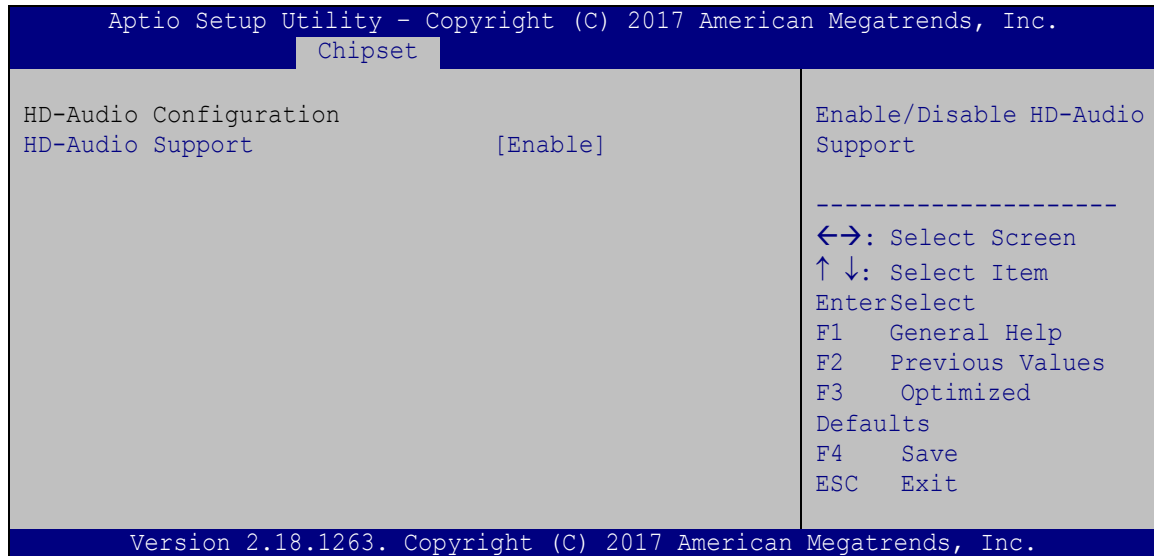 Aptio Setup Utility – Copyright (C) 2017 American Megatrends, Inc.
Chipset
HD-Audio Configuration
HD-Audio Support [Enable]
Enable/Disable HD-Audio
Support
----------------------
←→: Select Screen
↑ ↓: Select Item
EnterSelect
F1 General Help
F2 Previous Values
F3 Optimized
Defaults
F4 Save
ESC Exit
Version 2.18.1263. Copyright (C) 2017 American Megatrends, Inc.